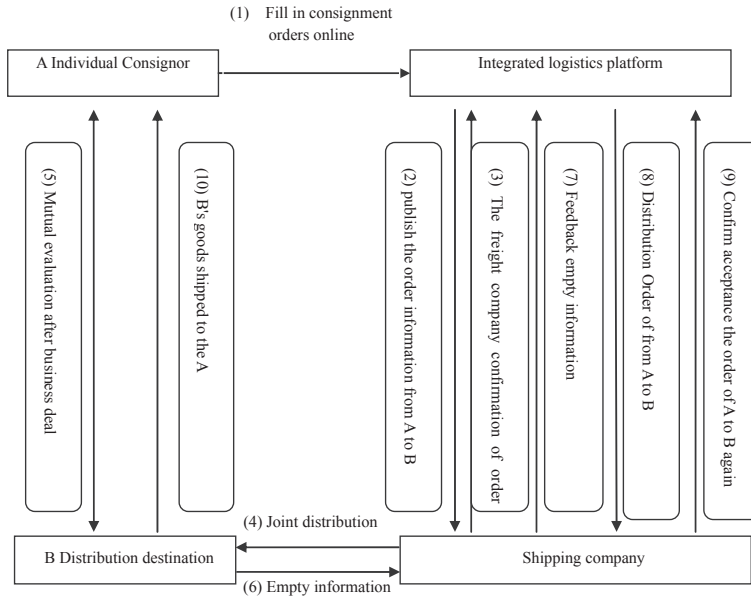 (1) Fill in consignment
orders online
A Individual Consignor
Integrated logistics platform
(5) Mutual evaluation after business
deal
(10) B's goods shipped to the
A
(2) publish the order information
from A to B
(3) The freight company
confirmation of order
(7) Feedback empty information
(8) Distribution Order of from A to
B
(9) Confirm acceptance the order of
A to B again
(4) Joint distribution
B Distribution destination
Shipping company
(6) Empty information